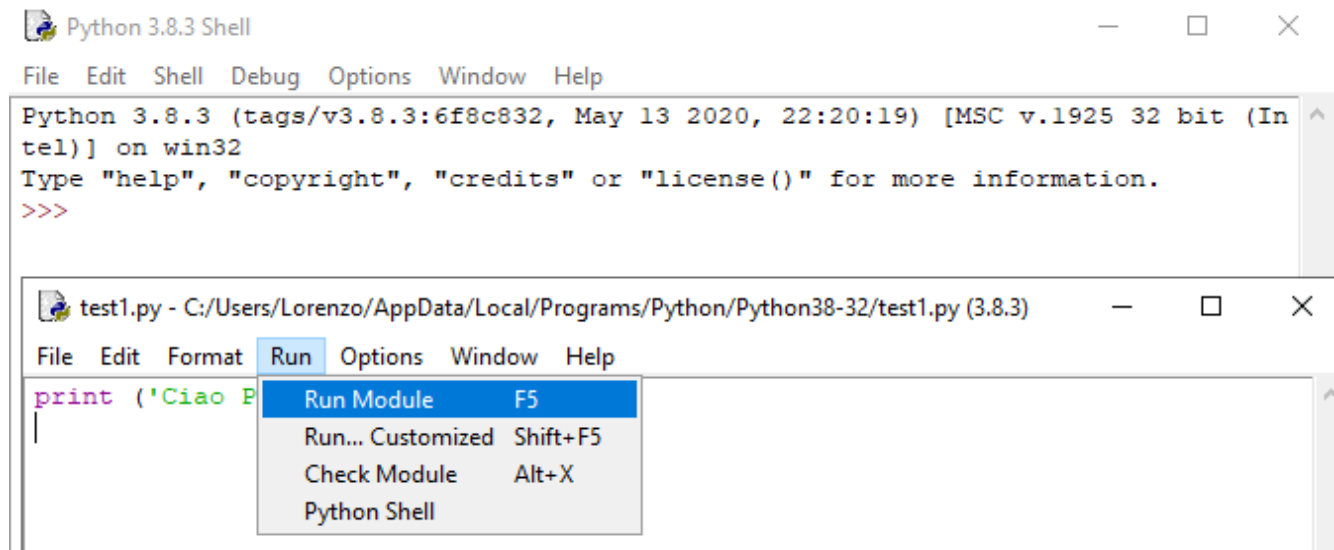 Python 3.8.3 Shell
File Edit Shell Debug Options Window Help
Python 3.8.3 (tags/v3.8.3:6f8c832, May 13 2020, 22:20:19) [MSC v.1925 32 bit (In
tel)] on win32
Type "help", "copyright", "credits" or "license()" for more information.
>>>
test1.py - C:/Users/Lorenzo/AppData/Local/Programs/Python/Python38-32/test1.py (3.8.3)
File Edit Format Run Options Window Help
print ('Ciao P
Run Module F5
Run... Customized Shift+F5
Check Module Alt+X
Python Shell